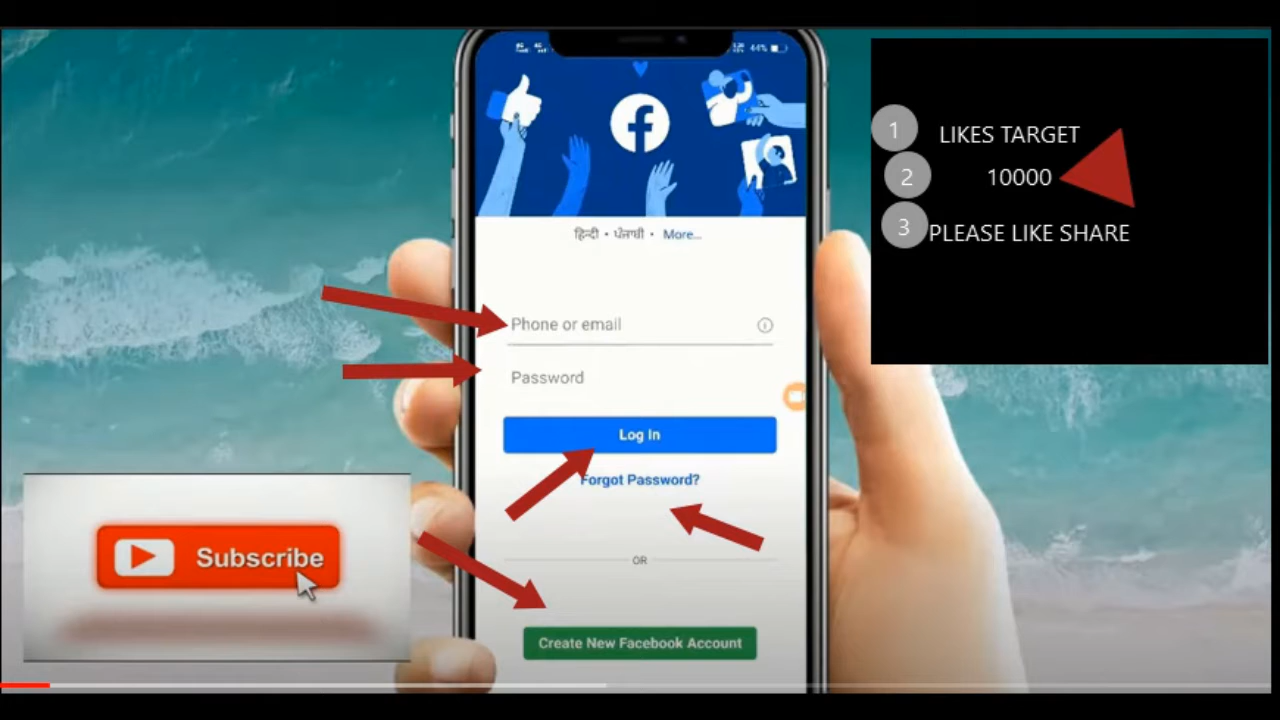 64%
हिन्दी • ਪੰਜਾਬੀ • More...
Phone or email
Password
Log In
Forgot Password?
OR
Create New Facebook Account
Subscribe
1
LIKES TARGET
2
10000
3
PLEASE LIKE SHARE